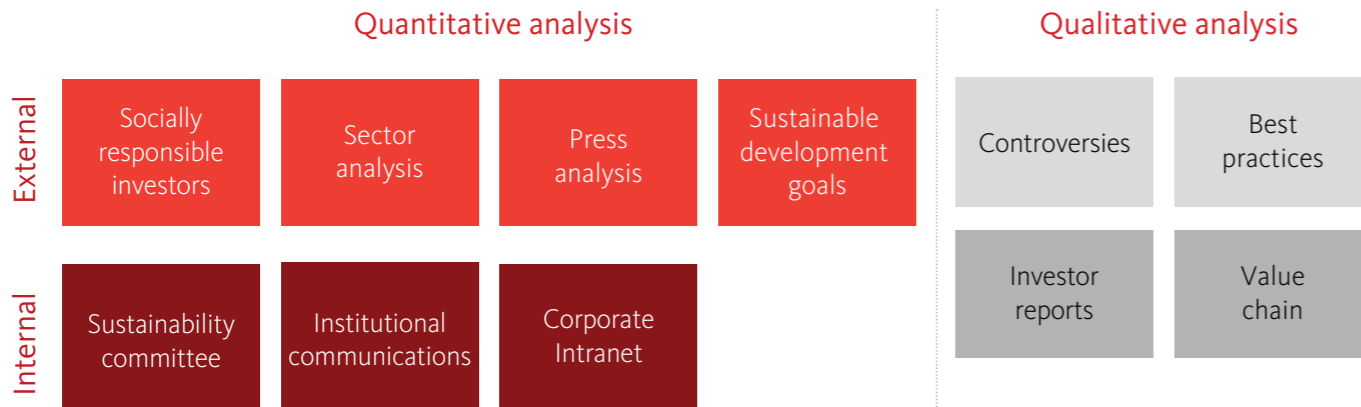 Quantitative analysis
Qualitative analysis
External
Socially
responsible
investors
Sector
analysis
Press
analysis
Sustainable
development
goals
Controversies
Best
practices
Internal
Sustainability
committee
Institutional
communications
Corporate
Intranet
Investor
reports
Value
chain